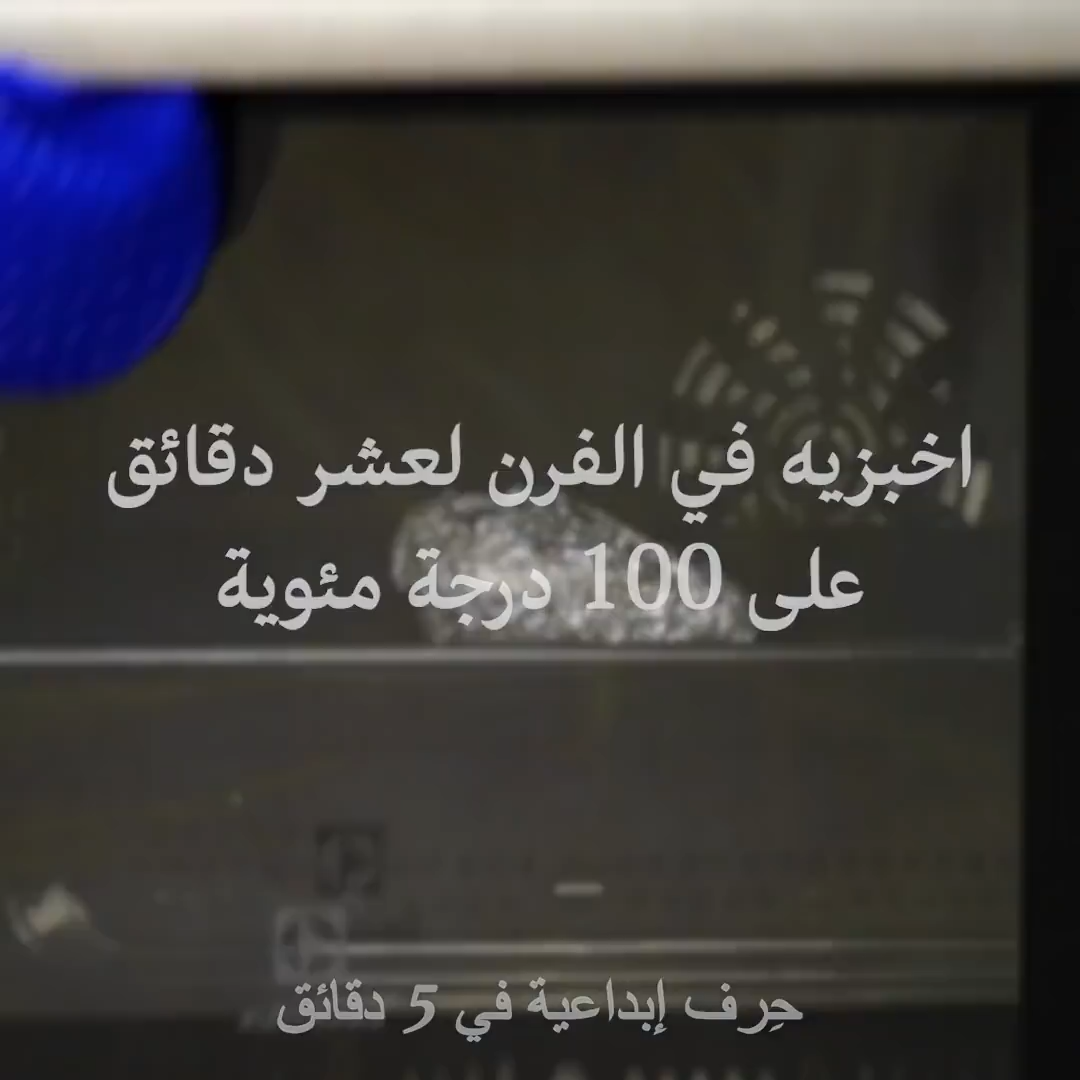 اخبزيه في الفرن لعشر دقائق
على 100 درجة مئوية
حِرف إبداعية في 5 دقائق